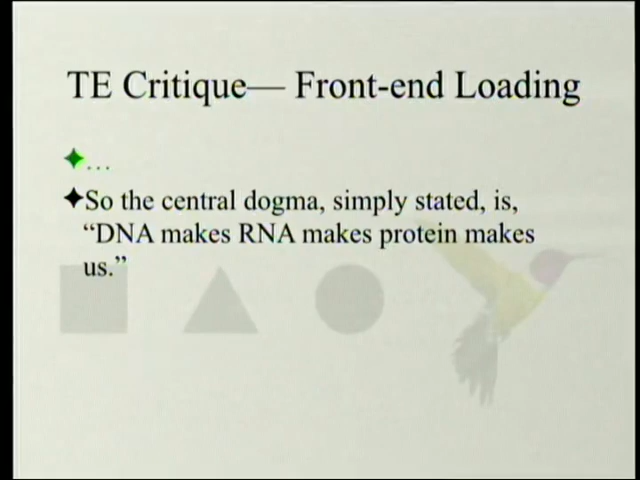 TE Critique— Front-end Loading
…
So the central dogma, simply stated, is,
“DNA makes RNA makes protein makes
us.”